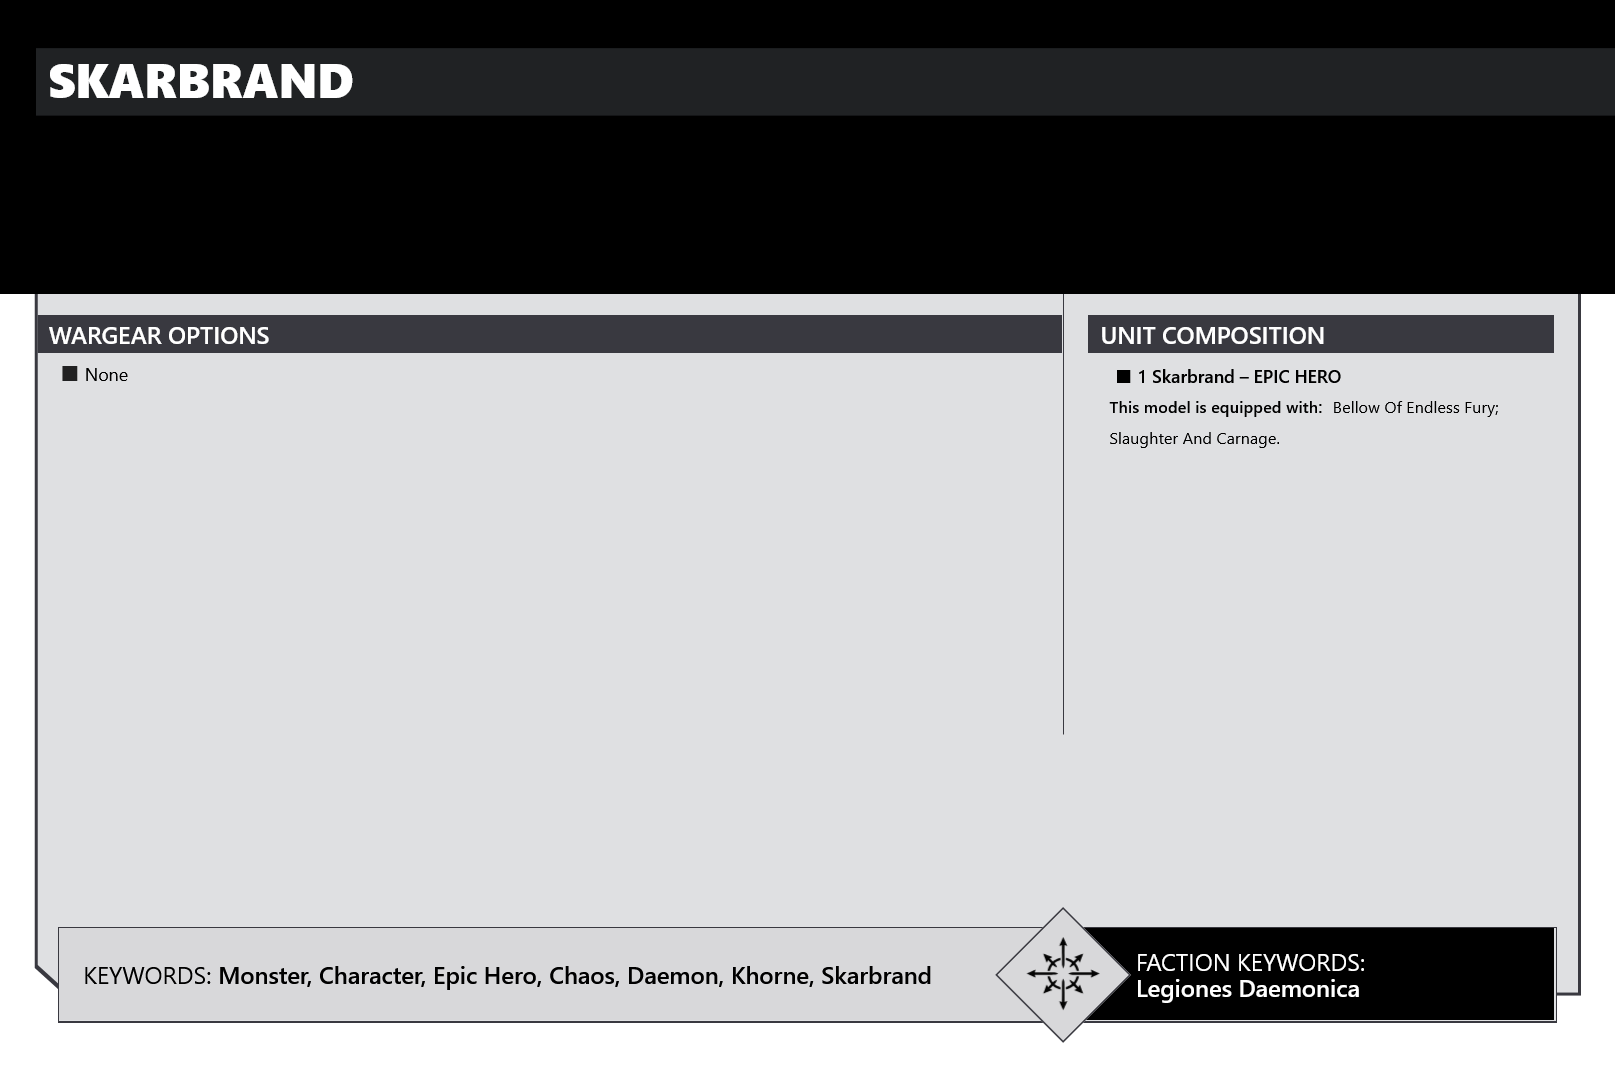 SKARBRAND
WARGEAR OPTIONS
■ None
UNIT COMPOSITION
■ 1 Skarbrand – EPIC HERO
This model is equipped with: Bellow Of Endless Fury;
Slaughter And Carnage.
KEYWORDS: Monster, Character, Epic Hero, Chaos, Daemon, Khorne, Skarbrand
FACTION KEYWORDS:
Legiones Daemonica